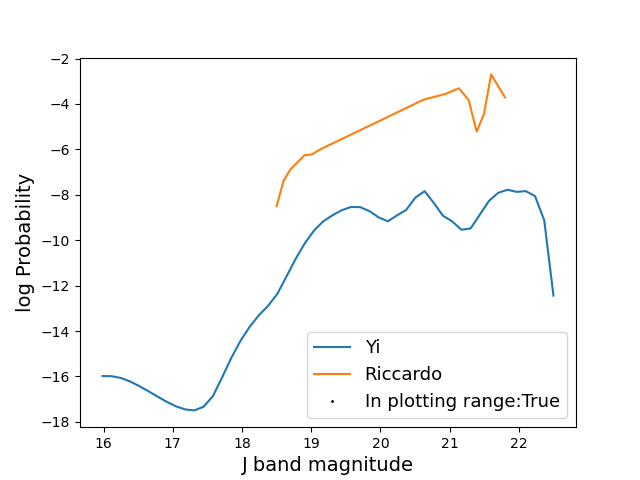 −2
−4
−6
−8
−10
−12
−14
−16
−18
log Probability
Yi
Riccardo
In plotting range:True
16 17 18 19 20 21 22
J band magnitude